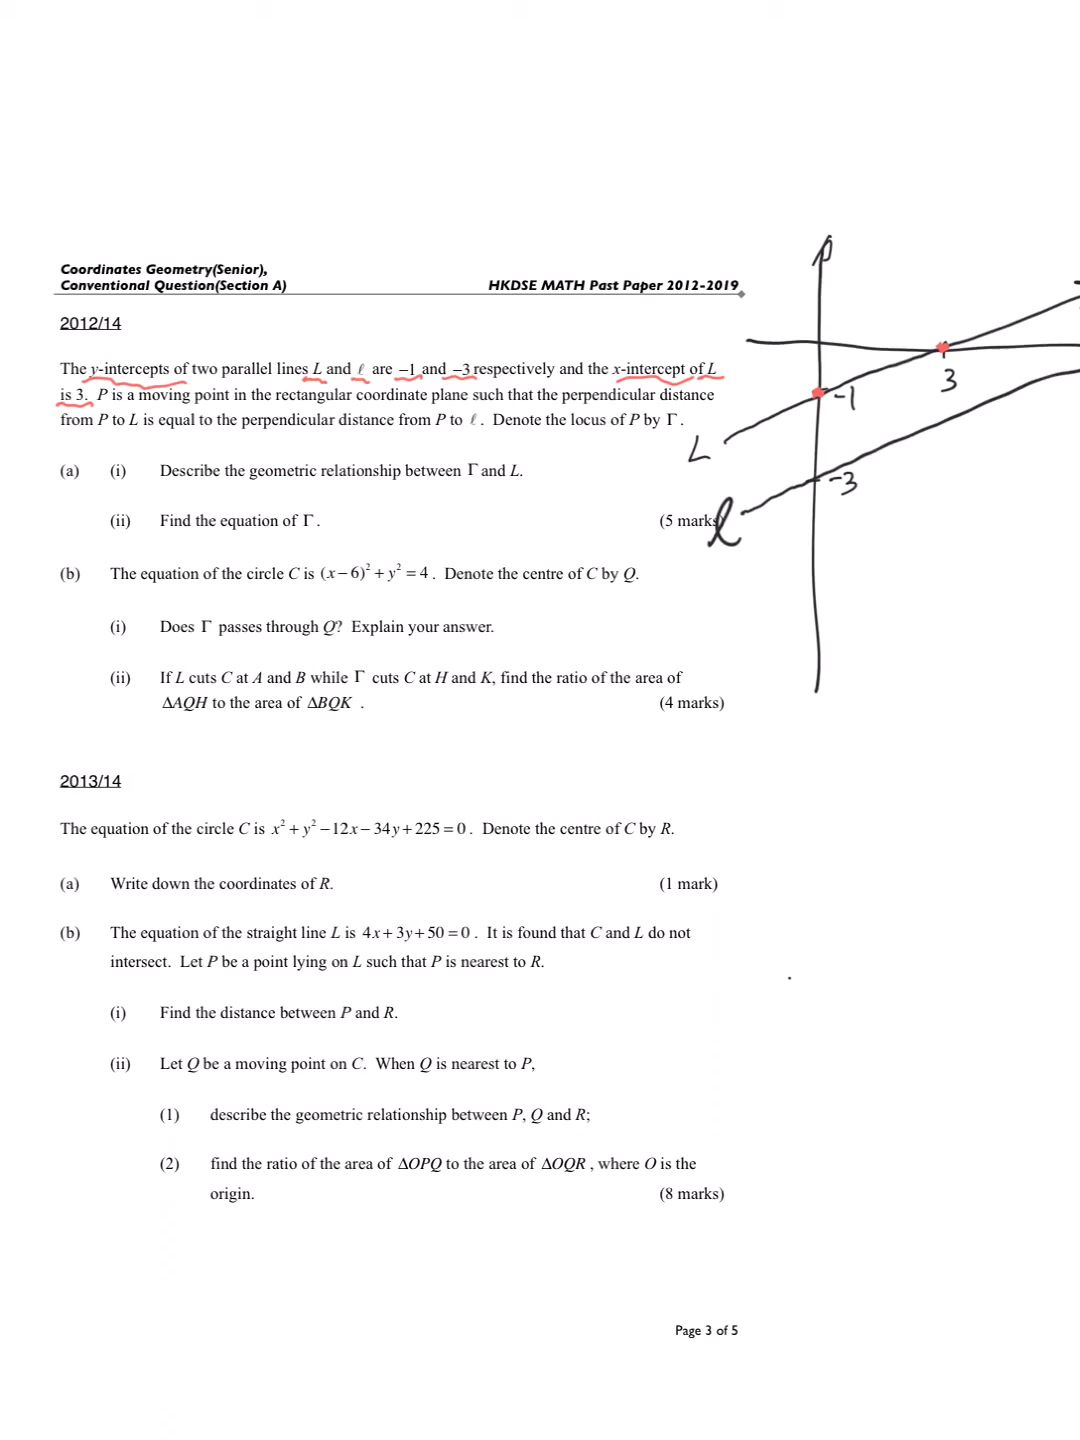 Coordinates Geometry(Senior),
Conventional Question(Section A) HKDSE MATH Past Paper 2012-2019
2012/14
The y-intercepts of two parallel lines L and ℓ are −1 and −3 respectively and the x-intercept of L
is 3. P is a moving point in the rectangular coordinate plane such that the perpendicular distance
from P to L is equal to the perpendicular distance from P to ℓ. Denote the locus of P by Γ.
(a) (i) Describe the geometric relationship between Γ and L.
(ii) Find the equation of Γ. (5 marks)
(b) The equation of the circle C is (x−6)²+y²=4. Denote the centre of C by Q.
(i) Does Γ passes through Q? Explain your answer.
(ii) If L cuts C at A and B while Γ cuts C at H and K, find the ratio of the area of
ΔAQH to the area of ΔBQK . (4 marks)
3
-1
L
-3
ℓ
2013/14
The equation of the circle C is x²+y²−12x−34y+225=0. Denote the centre of C by R.
(a) Write down the coordinates of R. (1 mark)
(b) The equation of the straight line L is 4x+3y+50=0. It is found that C and L do not
intersect. Let P be a point lying on L such that P is nearest to R.
(i) Find the distance between P and R.
(ii) Let Q be a moving point on C. When Q is nearest to P,
(1) describe the geometric relationship between P, Q and R;
(2) find the ratio of the area of ΔOPQ to the area of ΔOQR , where O is the
origin. (8 marks)
Page 3 of 5